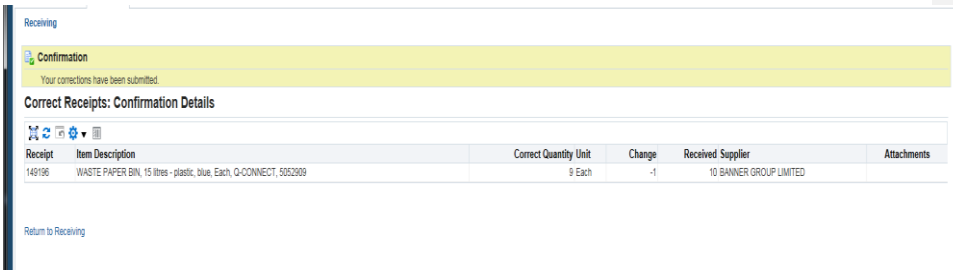 Receiving
Confirmation
Your corrections have been submitted.
Correct Receipts: Confirmation Details
Receipt Item Description Correct Quantity Unit Change Received Supplier Attachments
149196 WASTE PAPER BIN, 15 litres - plastic, blue, Each, Q-CONNECT, 5052909 9 Each -1 10 BANNER GROUP LIMITED
Return to Receiving